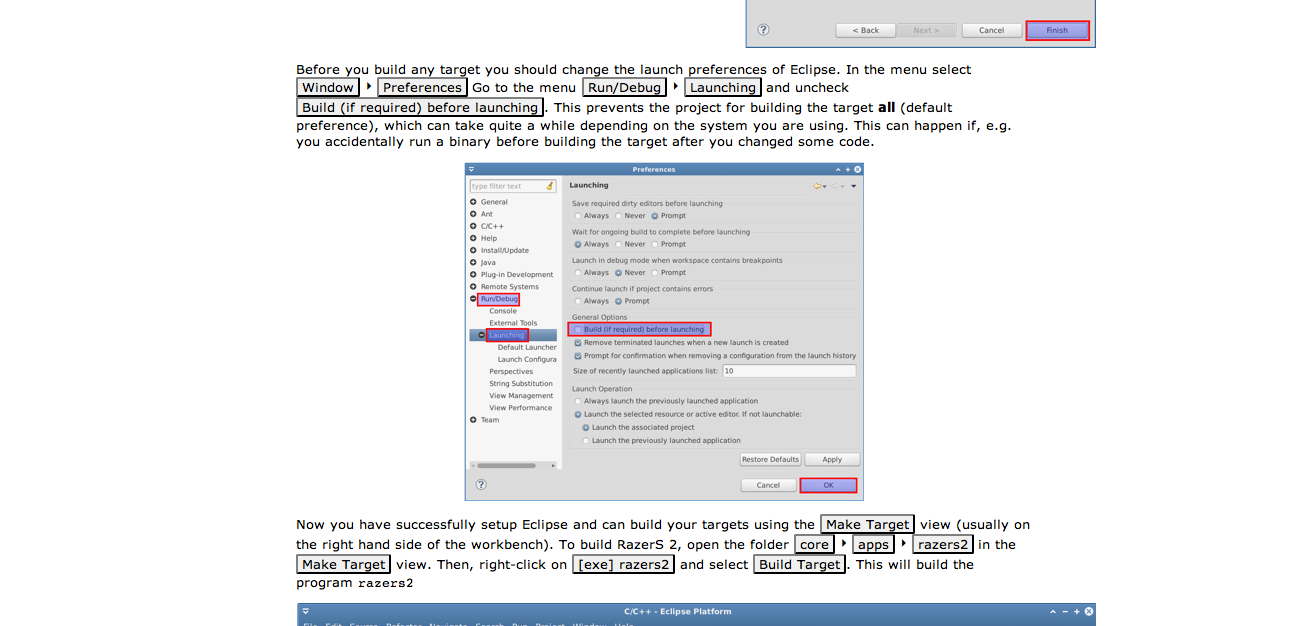 < Back Next > Cancel Finish
Before you build any target you should change the launch preferences of Eclipse. In the menu select
Window Preferences Go to the menu Run/Debug Launching and uncheck
Build (if required) before launching. This prevents the project for building the target all (default
preference), which can take quite a while depending on the system you are using. This can happen if, e.g.
you accidentally run a binary before building the target after you changed some code.
Preferences
type filter text
General
Ant
C/C++
Help
Install/Update
Java
Plug-in Development
Remote Systems
Run/Debug
Console
External Tools
Launching
Default Launcher
Launch Configura
Perspectives
String Substitution
View Management
View Performance
Team
Launching
Save required dirty editors before launching
Always Never Prompt
Wait for ongoing build to complete before launching
Always Never Prompt
Launch in debug mode when workspace contains breakpoints
Always Never Prompt
Continue launch if project contains errors
Always Prompt
General Options
Build (if required) before launching
Remove terminated launches when a new launch is created
Prompt for confirmation when removing a configuration from the launch history
Size of recently launched applications list: 10
Launch Operation
Always launch the previously launched application
Launch the selected resource or active editor. If not launchable:
Launch the associated project
Launch the previously launched application
Restore Defaults Apply
Cancel OK
Now you have successfully setup Eclipse and can build your targets using the Make Target view (usually on
the right hand side of the workbench). To build RazerS 2, open the folder core apps razers2 in the
Make Target view. Then, right-click on [exe] razers2 and select Build Target. This will build the
program razers2
C/C++ - Eclipse Platform
File Edit Source Refactor Navigate Search Run Project Window Help